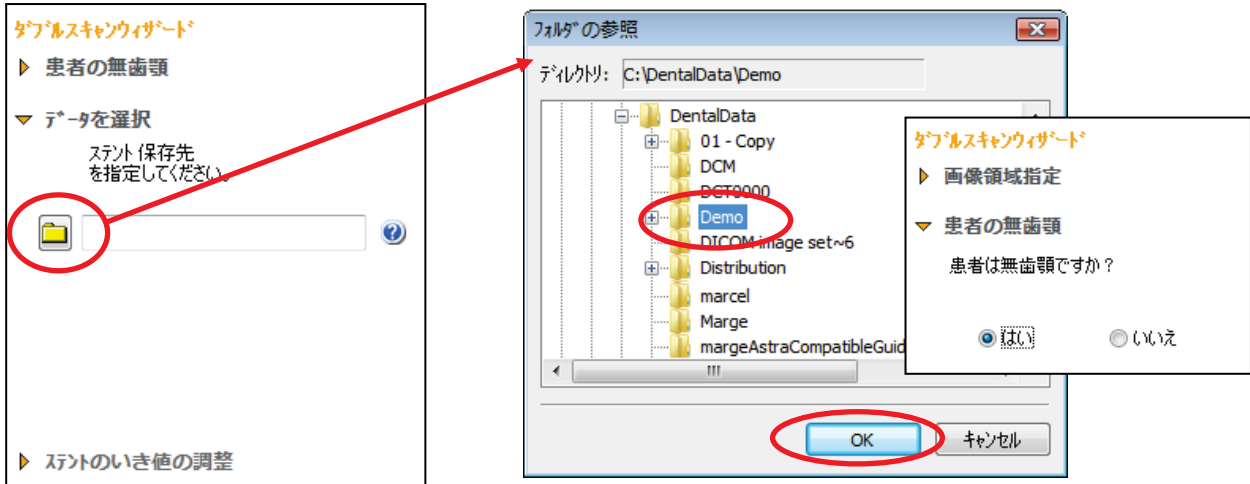 ﾀﾞﾌﾞﾙｽｷｬﾝｳｨｻﾞｰﾄﾞ
患者の無歯顎
ﾃﾞｰﾀを選択
ｽﾃﾝﾄ保存先
を指定してください。
ｽﾃﾝﾄのいき値の調整
ﾌｫﾙﾀﾞの参照
ﾃﾞｨﾚｸﾄﾘ: C:\DentalData\Demo
DentalData
01 - Copy
DCM
DCT0000
Demo
DICOM image set~6
Distribution
marcel
Marge
margeAstraCompatibleGuid
OK
ｷｬﾝｾﾙ
ﾀﾞﾌﾞﾙｽｷｬﾝｳｨｻﾞｰﾄﾞ
画像領域指定
患者の無歯顎
患者は無歯顎ですか？
はい
いいえ